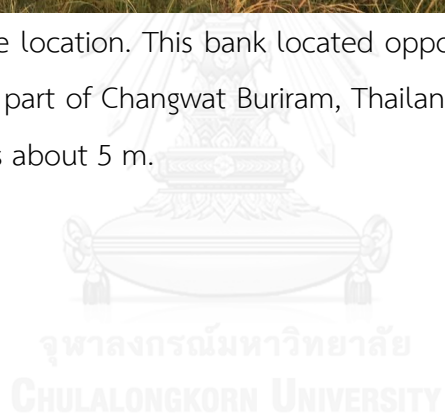 e location. This bank located oppo
part of Changwat Buriram, Thailan
s about 5 m.
จุฬาลงกรณ์มหาวิทยาลัย
CHULALONGKORN UNIVERSITY